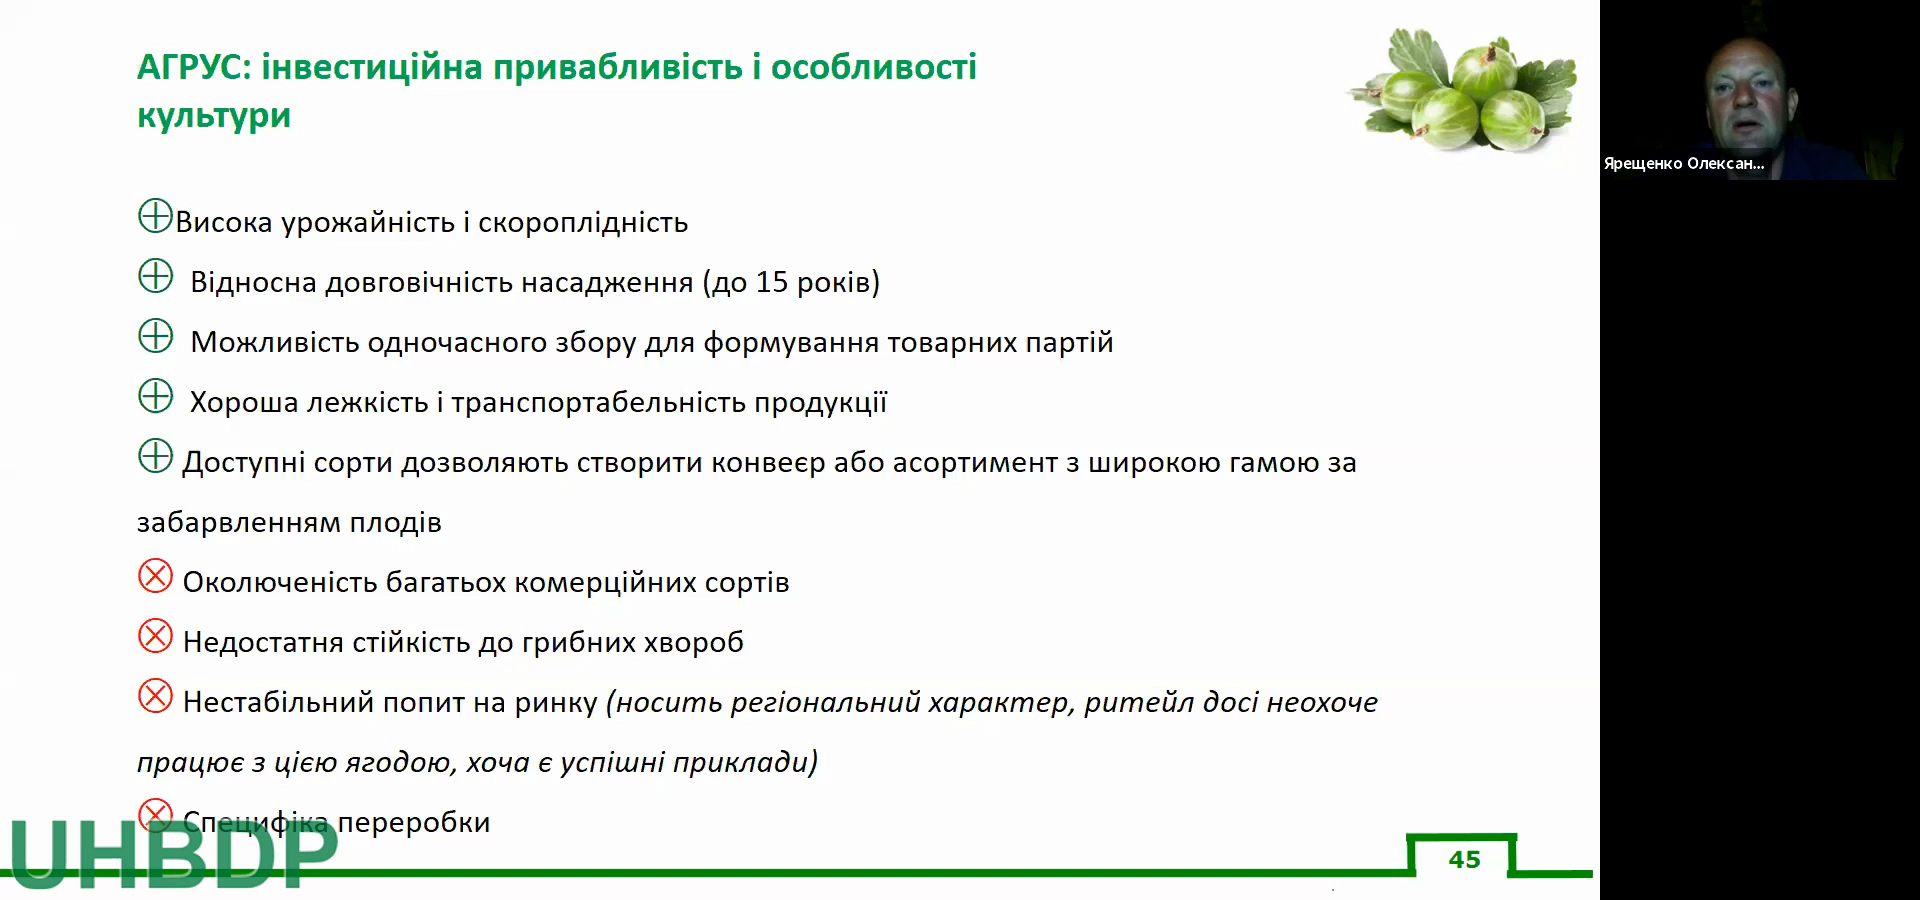 АГРУС: інвестиційна привабливість і особливості
культури
Висока урожайність і скороплідність
Відносна довговічність насадження (до 15 років)
Можливість одночасного збору для формування товарних партій
Хороша лежкість і транспортабельність продукції
Доступні сорти дозволяють створити конвеєр або асортимент з широкою гамою за
забарвленням плодів
Околюченість багатьох комерційних сортів
Недостатня стійкість до грибних хвороб
Нестабільний попит на ринку (носить регіональний характер, ритейл досі неохоче
працює з цією ягодою, хоча є успішні приклади)
Специфіка переробки
UHBDP
45
Ярещенко Олексан...